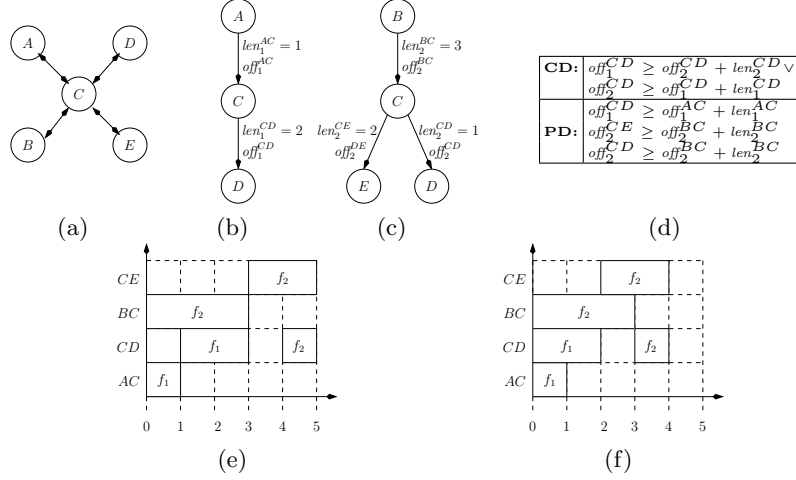 A
D
C
B
E
(a)
A
len_1^{AC} = 1
off_1^{AC}
C
len_1^{CD} = 2
off_1^{CD}
D
(b)
B
len_2^{BC} = 3
off_2^{BC}
C
len_2^{CE} = 2 len_2^{CD} = 1
off_2^{DE} off_2^{CD}
E D
(c)
CD: off_1^{CD} ≥ off_2^{CD} + len_2^{CD} ∨
off_2^{CD} ≥ off_1^{CD} + len_1^{CD}
PD: off_1^{CD} ≥ off_1^{AC} + len_1^{AC}
off_2^{CE} ≥ off_2^{BC} + len_2^{BC}
off_2^{CD} ≥ off_2^{BC} + len_2^{BC}
(d)
CE f_2
BC f_2
CD f_1 f_2
AC f_1
0 1 2 3 4 5
(e)
CE f_2
BC f_2
CD f_1 f_2
AC f_1
0 1 2 3 4 5
(f)